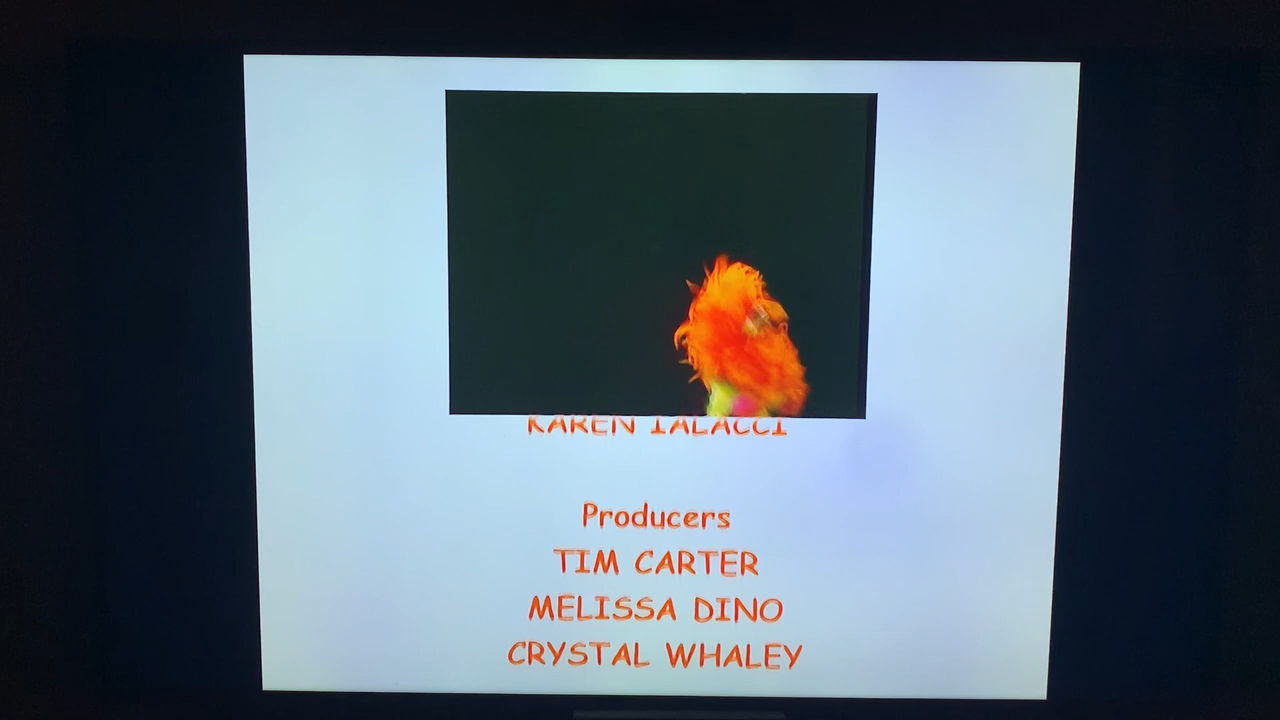 KAREN IALACCI
Producers
TIM CARTER
MELISSA DINO
CRYSTAL WHALEY